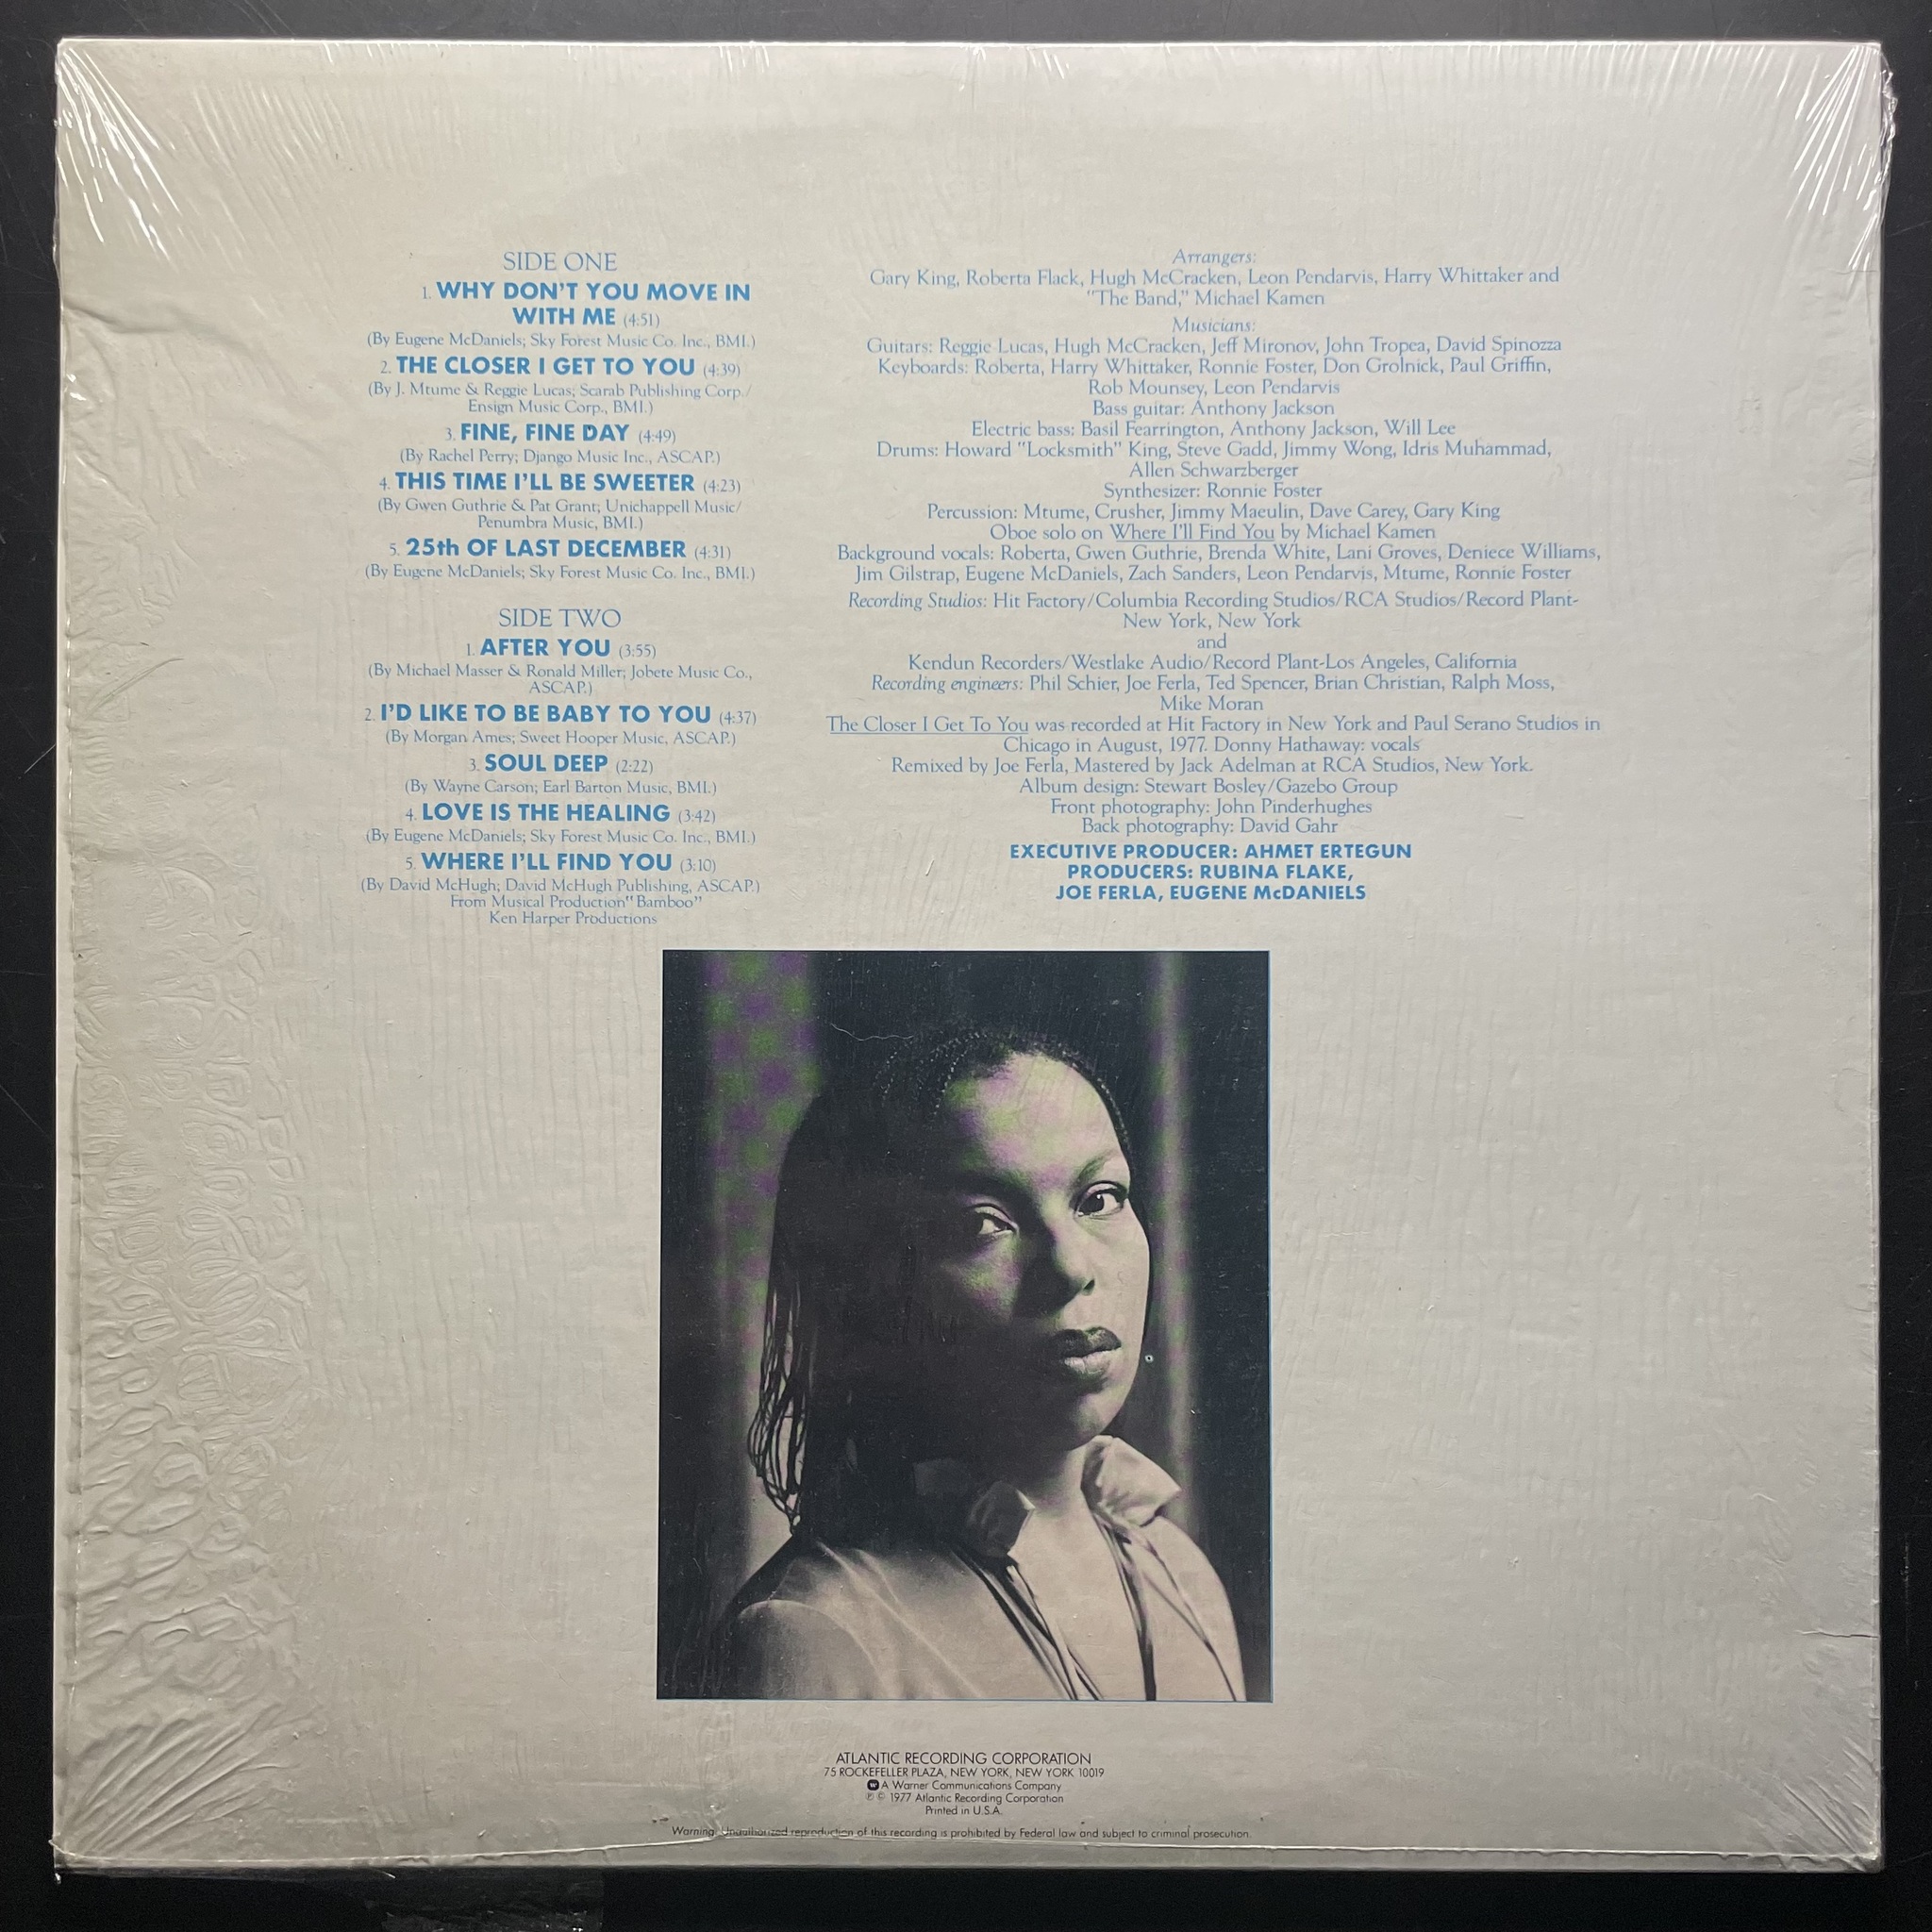 SIDE ONE
1. WHY DON'T YOU MOVE IN
WITH ME (4:51)
(By Eugene McDaniels; Sky Forest Music Co. Inc., BMI.)
2. THE CLOSER I GET TO YOU (4:39)
(By J. Mtume & Reggie Lucas; Scarab Publishing Corp./
Ensign Music Corp., BMI.)
3. FINE, FINE DAY (4:49)
(By Rachel Perry; Django Music Inc., ASCAP.)
4. THIS TIME I'LL BE SWEETER (4:23)
(By Gwen Guthrie & Pat Grant; Unichappell Music/
Penumbra Music, BMI.)
5. 25th OF LAST DECEMBER (4:31)
(By Eugene McDaniels; Sky Forest Music Co. Inc., BMI.)
SIDE TWO
1. AFTER YOU (3:55)
(By Michael Masser & Ronald Miller; Jobete Music Co.,
ASCAP.)
2. I'D LIKE TO BE BABY TO YOU (4:37)
(By Morgan Ames; Sweet Hooper Music, ASCAP.)
3. SOUL DEEP (2:22)
(By Wayne Carson; Earl Barton Music, BMI.)
4. LOVE IS THE HEALING (3:42)
(By Eugene McDaniels; Sky Forest Music Co. Inc., BMI.)
5. WHERE I'LL FIND YOU (3:10)
(By David McHugh; David McHugh Publishing, ASCAP.)
From Musical Production "Bamboo"
Ken Harper Productions
Arrangers:
Gary King, Roberta Flack, Hugh McCracken, Leon Pendarvis, Harry Whittaker and
"The Band," Michael Kamen
Musicians:
Guitars: Reggie Lucas, Hugh McCracken, Jeff Mironov, John Tropea, David Spinozza
Keyboards: Roberta, Harry Whittaker, Ronnie Foster, Don Grolnick, Paul Griffin,
Rob Mounsey, Leon Pendarvis
Bass guitar: Anthony Jackson
Electric bass: Basil Fearrington, Anthony Jackson, Will Lee
Drums: Howard "Locksmith" King, Steve Gadd, Jimmy Wong, Idris Muhammad,
Allen Schwarzberger
Synthesizer: Ronnie Foster
Percussion: Mtume, Crusher, Jimmy Maeulin, Dave Carey, Gary King
Oboe solo on Where I'll Find You by Michael Kamen
Background vocals: Roberta, Gwen Guthrie, Brenda White, Lani Groves, Deniece Williams,
Jim Gilstrap, Eugene McDaniels, Zach Sanders, Leon Pendarvis, Mtume, Ronnie Foster
Recording Studios: Hit Factory/Columbia Recording Studios/RCA Studios/Record Plant-
New York, New York
and
Kendun Recorders/Westlake Audio/Record Plant-Los Angeles, California
Recording engineers: Phil Schier, Joe Ferla, Ted Spencer, Brian Christian, Ralph Moss,
Mike Moran
The Closer I Get To You was recorded at Hit Factory in New York and Paul Serano Studios in
Chicago in August, 1977. Donny Hathaway: vocals
Remixed by Joe Ferla, Mastered by Jack Adelman at RCA Studios, New York.
Album design: Stewart Bosley/Gazebo Group
Front photography: John Pinderhughes
Back photography: David Gahr
EXECUTIVE PRODUCER: AHMET ERTEGUN
PRODUCERS: RUBINA FLAKE,
JOE FERLA, EUGENE McDANIELS
ATLANTIC RECORDING CORPORATION
75 ROCKEFELLER PLAZA, NEW YORK, NEW YORK 10019
A Warner Communications Company
℗ © 1977 Atlantic Recording Corporation
Printed in U.S.A.
Warning: Unauthorized reproduction of this recording is prohibited by Federal law and subject to criminal prosecution.